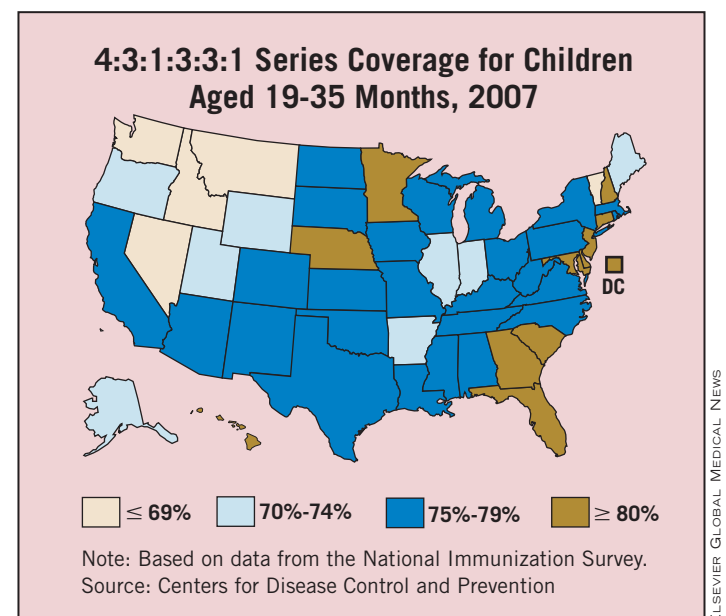 4:3:1:3:3:1 Series Coverage for Children
Aged 19-35 Months, 2007
DC
≤ 69%
70%-74%
75%-79%
≥ 80%
Note: Based on data from the National Immunization Survey.
Source: Centers for Disease Control and Prevention
LSEVIER GLOBAL MEDICAL NEWS